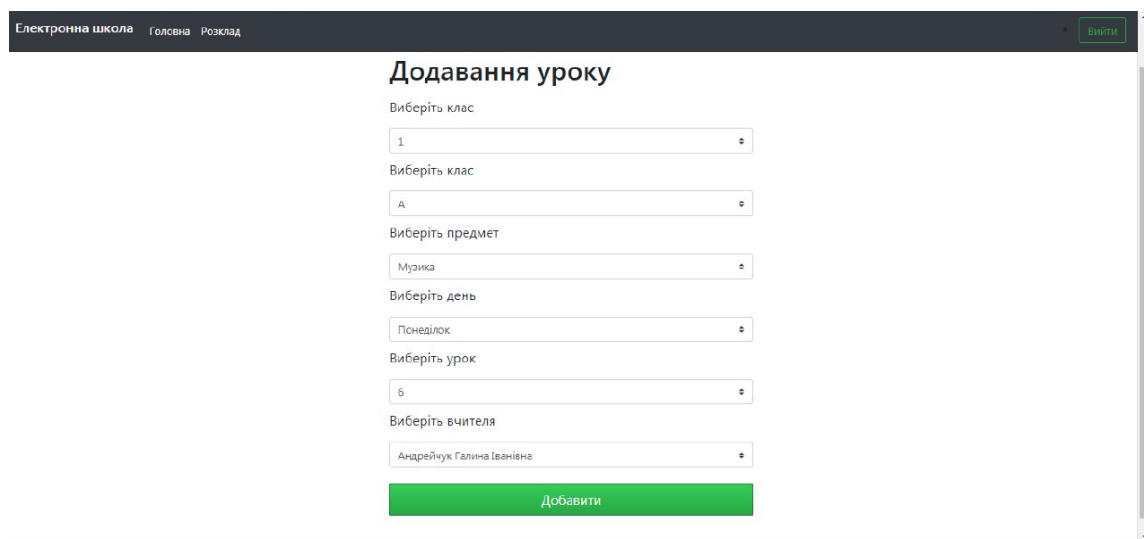 Електронна школа Головна Розклад Вийти
Додавання уроку
Виберіть клас
1
Виберіть клас
А
Виберіть предмет
Музика
Виберіть день
Понеділок
Виберіть урок
6
Виберіть вчителя
Андрейчук Галина Іванівна
Добавити